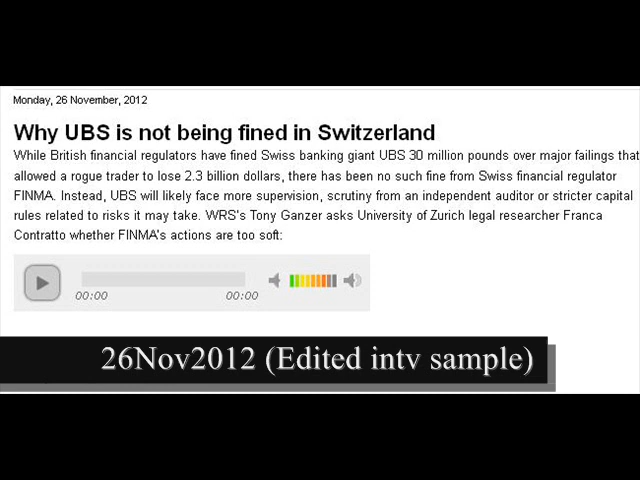 Monday, 26 November, 2012
Why UBS is not being fined in Switzerland
While British financial regulators have fined Swiss banking giant UBS 30 million pounds over major failings that
allowed a rogue trader to lose 2.3 billion dollars, there has been no such fine from Swiss financial regulator
FINMA. Instead, UBS will likely face more supervision, scrutiny from an independent auditor or stricter capital
rules related to risks it may take. WRS's Tony Ganzer asks University of Zurich legal researcher Franca
Contratto whether FINMA's actions are too soft:
00:00 00:00
26Nov2012 (Edited intv sample)